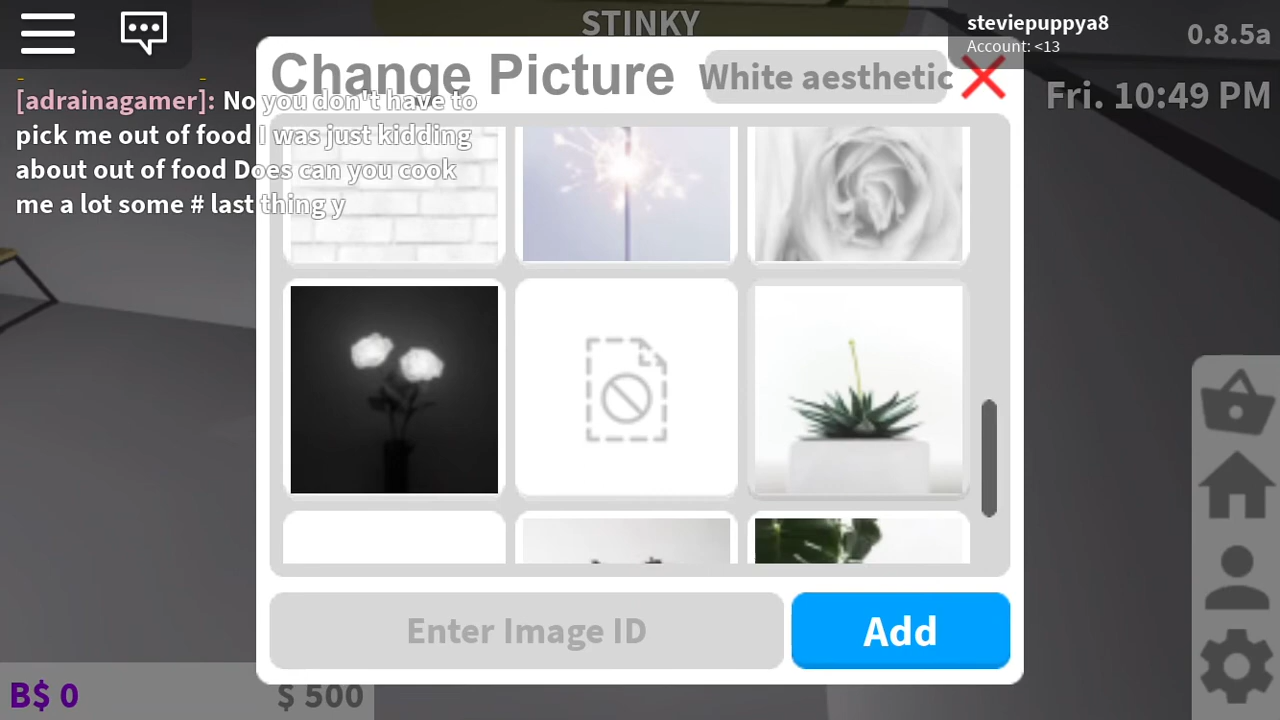 STINKY
steviepuppya8
Account: <13
0.8.5a
Change Picture
White aesthetic
Fri. 10:49 PM
[adrainagamer]: No you don't have to
pick me out of food I was just kidding
about out of food Does can you cook
me a lot some # last thing y
Enter Image ID
Add
B$ 0
$ 500